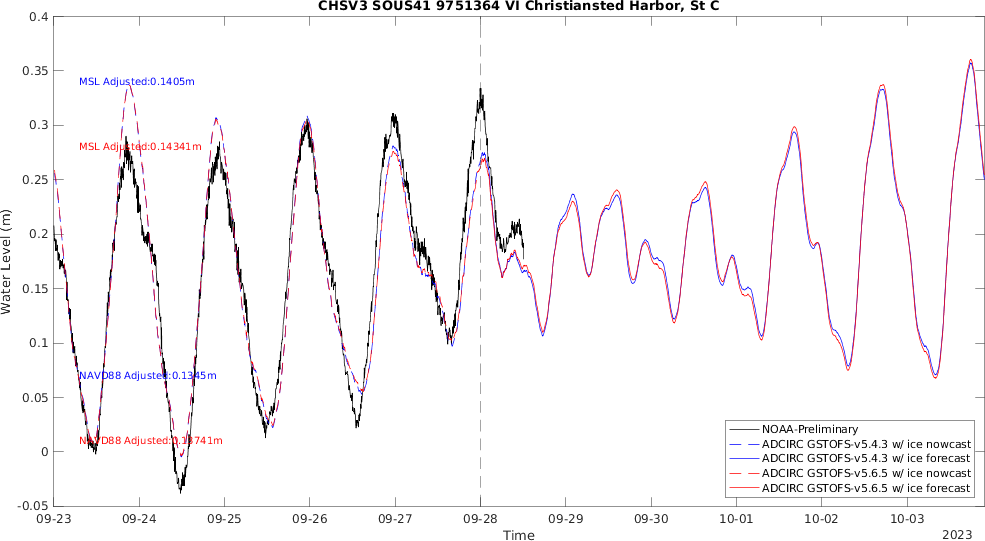 CHSV3 SOUS41 9751364 VI Christiansted Harbor, St C
0.4
0.35
0.3
0.25
0.2
0.15
0.1
0.05
0
-0.05
Water Level (m)
MSL Adjusted:0.1405m
MSL Adjusted:0.14341m
NAVD88 Adjusted:0.1345m
NAVD88 Adjusted:0.13741m
NOAA-Preliminary
ADCIRC GSTOFS-v5.4.3 w/ ice nowcast
ADCIRC GSTOFS-v5.4.3 w/ ice forecast
ADCIRC GSTOFS-v5.6.5 w/ ice nowcast
ADCIRC GSTOFS-v5.6.5 w/ ice forecast
09-23 09-24 09-25 09-26 09-27 09-28 09-29 09-30 10-01 10-02 10-03
Time
2023